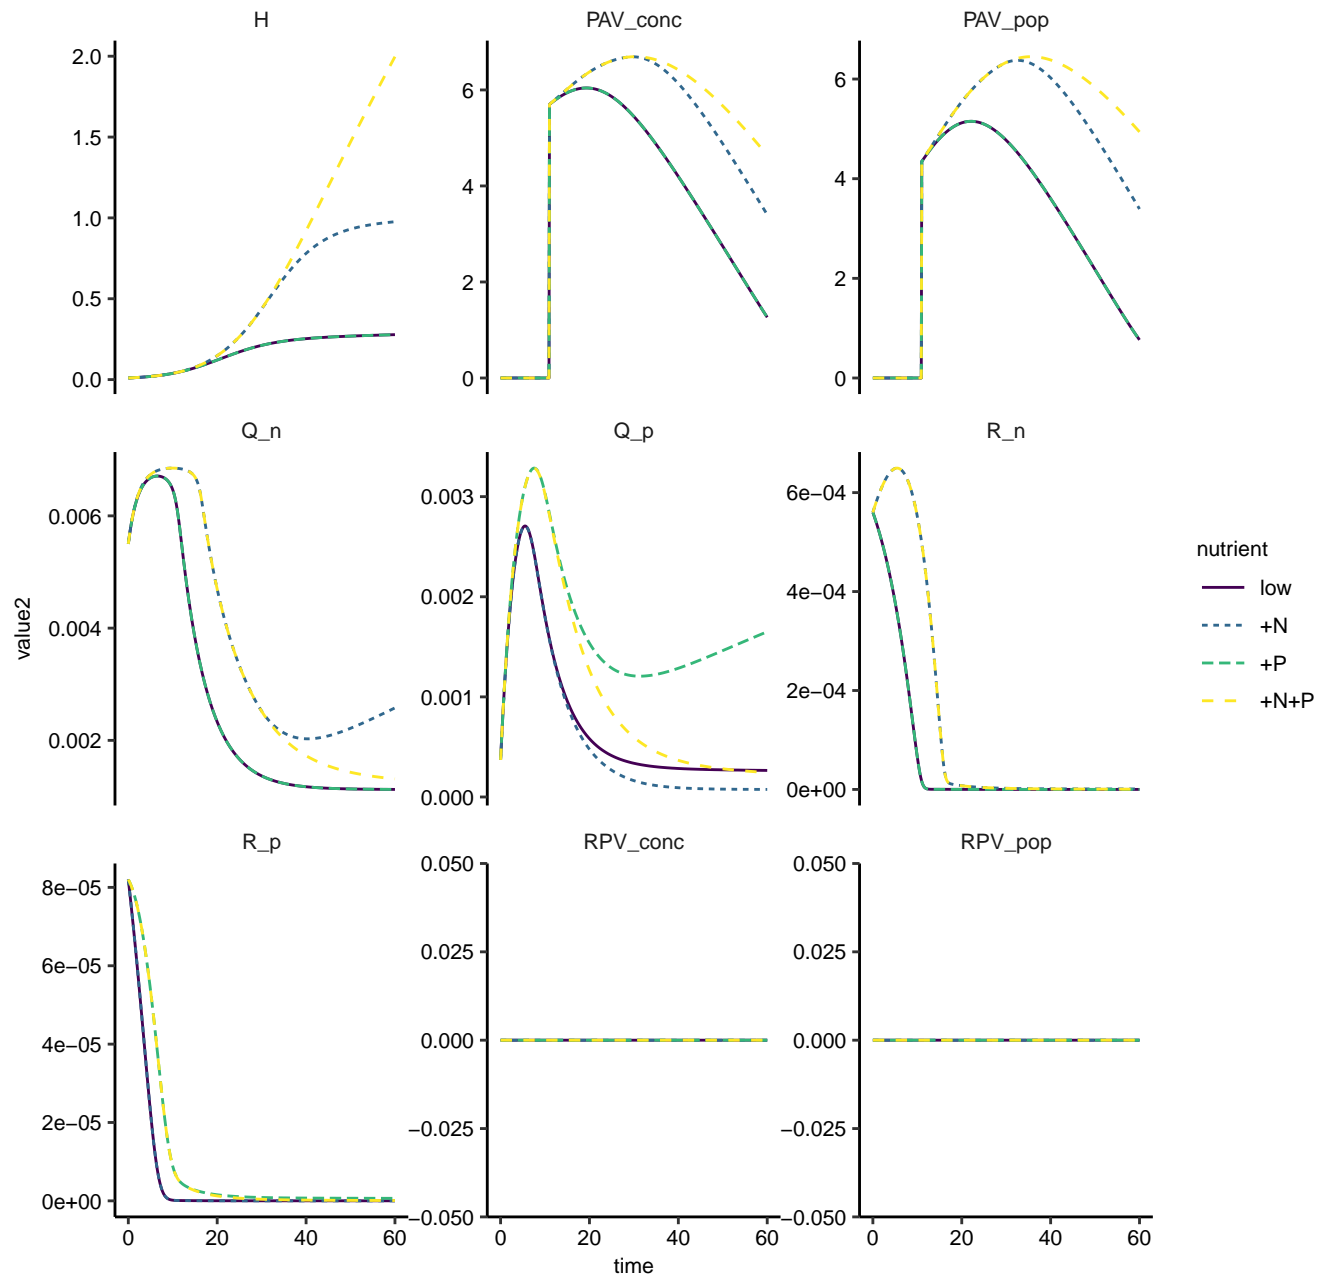 H
PAV_conc
PAV_pop
2.0
1.5
1.0
0.5
0.0
6
4
2
0
6
4
2
0
Q_n
Q_p
R_n
0.006
0.004
0.002
0.003
0.002
0.001
0.000
6e−04
4e−04
2e−04
0e+00
R_p
RPV_conc
RPV_pop
8e−05
6e−05
4e−05
2e−05
0e+00
0.050
0.025
0.000
−0.025
−0.050
0.050
0.025
0.000
−0.025
−0.050
0 20 40 60
0 20 40 60
0 20 40 60
time
value2
nutrient
low
+N
+P
+N+P